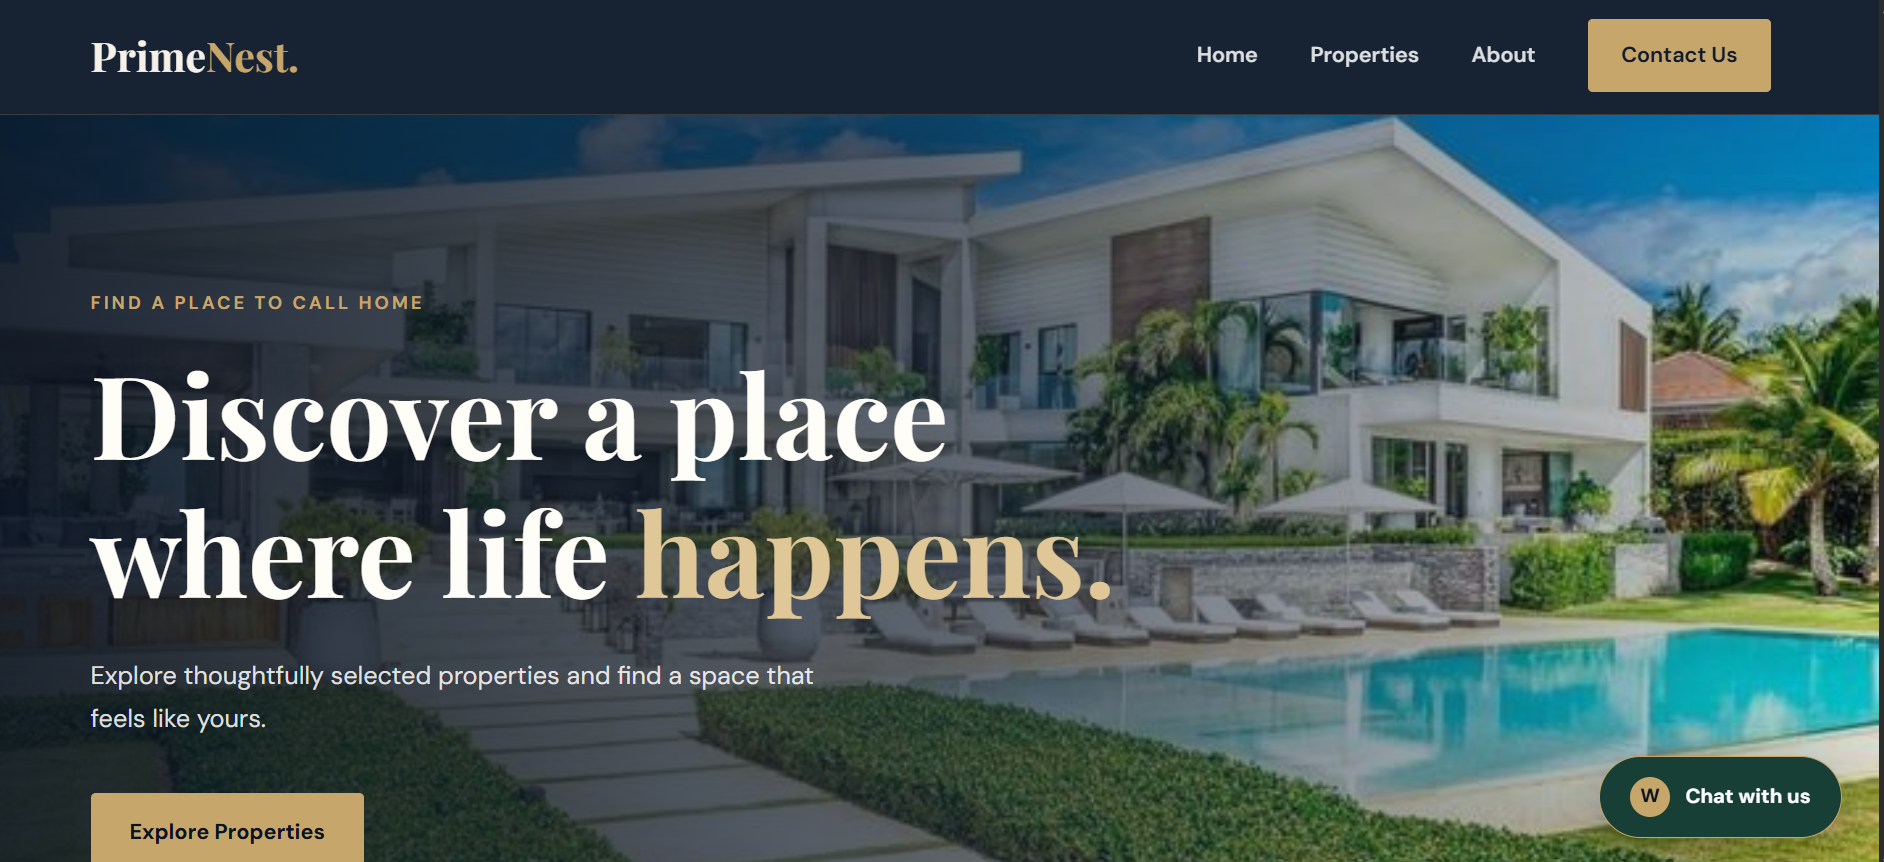 PrimeNest.
Home
Properties
About
Contact Us
FIND A PLACE TO CALL HOME
Discover a place
where life happens.
Explore thoughtfully selected properties and find a space that
feels like yours.
Explore Properties
W
Chat with us